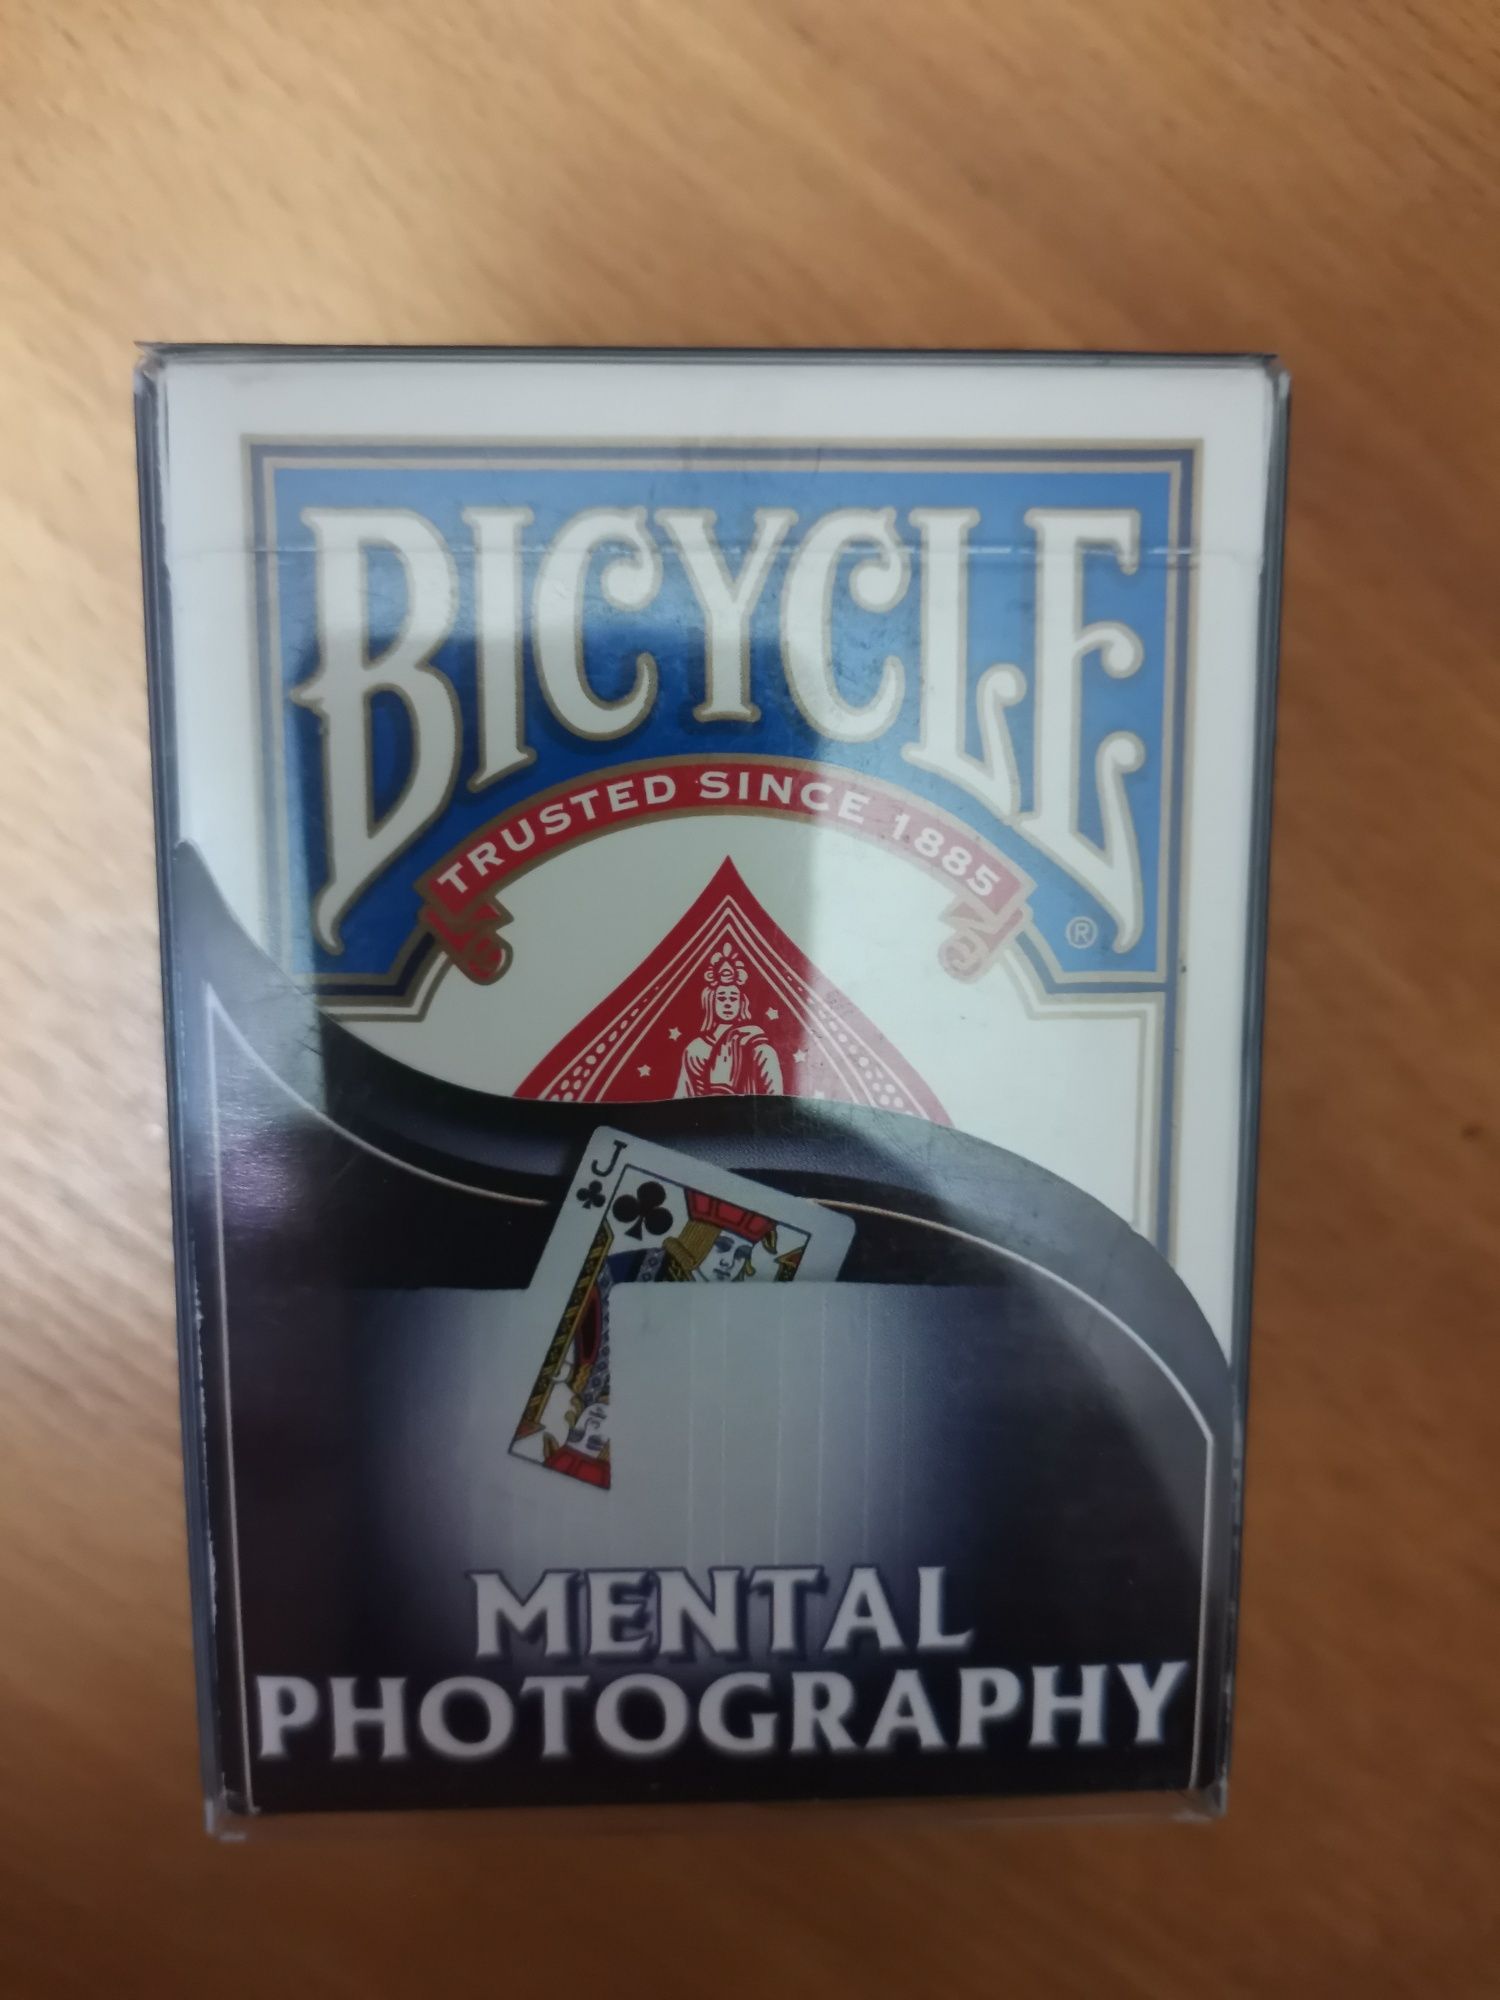 BICYCLE
TRUSTED SINCE 1885
®
J
MENTAL
PHOTOGRAPHY